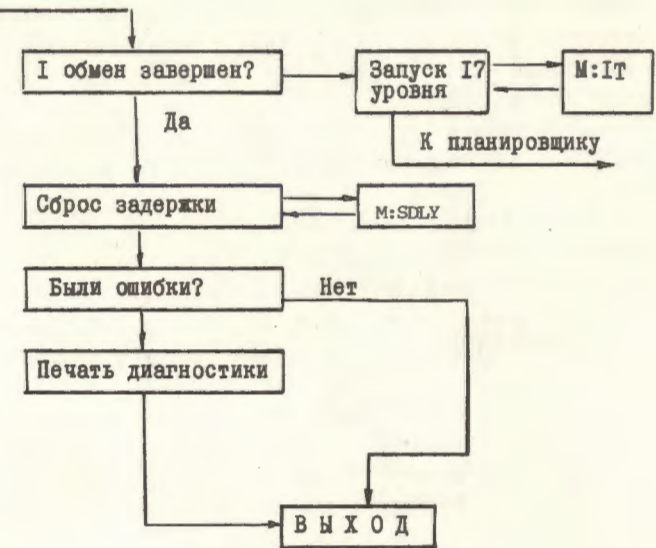 I обмен завершен?
Запуск I7
уровня
M:IT
Да
К планировщику
Сброс задержки
M:SDLY
Были ошибки?
Нет
Печать диагностики
В Ы Х О Д